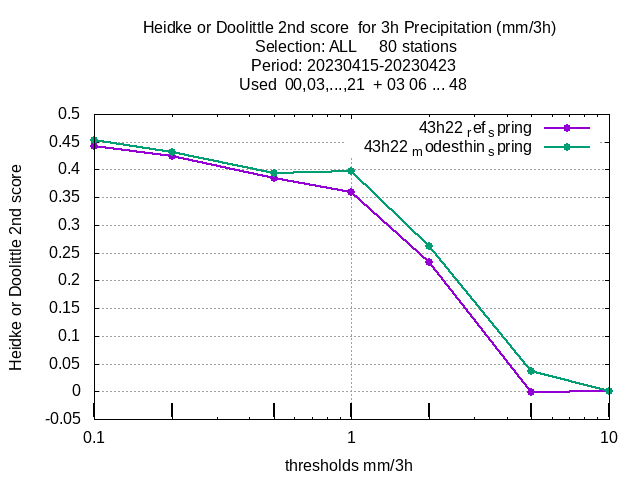 Heidke or Doolittle 2nd score  for 3h Precipitation (mm/3h)
Selection: ALL     80 stations
Period: 20230415-20230423
Used  00,03,...,21  + 03 06 ... 48
43h22 ref spring
43h22 modesthin spring
0.5
0.45
0.4
0.35
0.3
0.25
0.2
0.15
0.1
0.05
0
-0.05
Heidke or Doolittle 2nd score
0.1 1 10
thresholds mm/3h